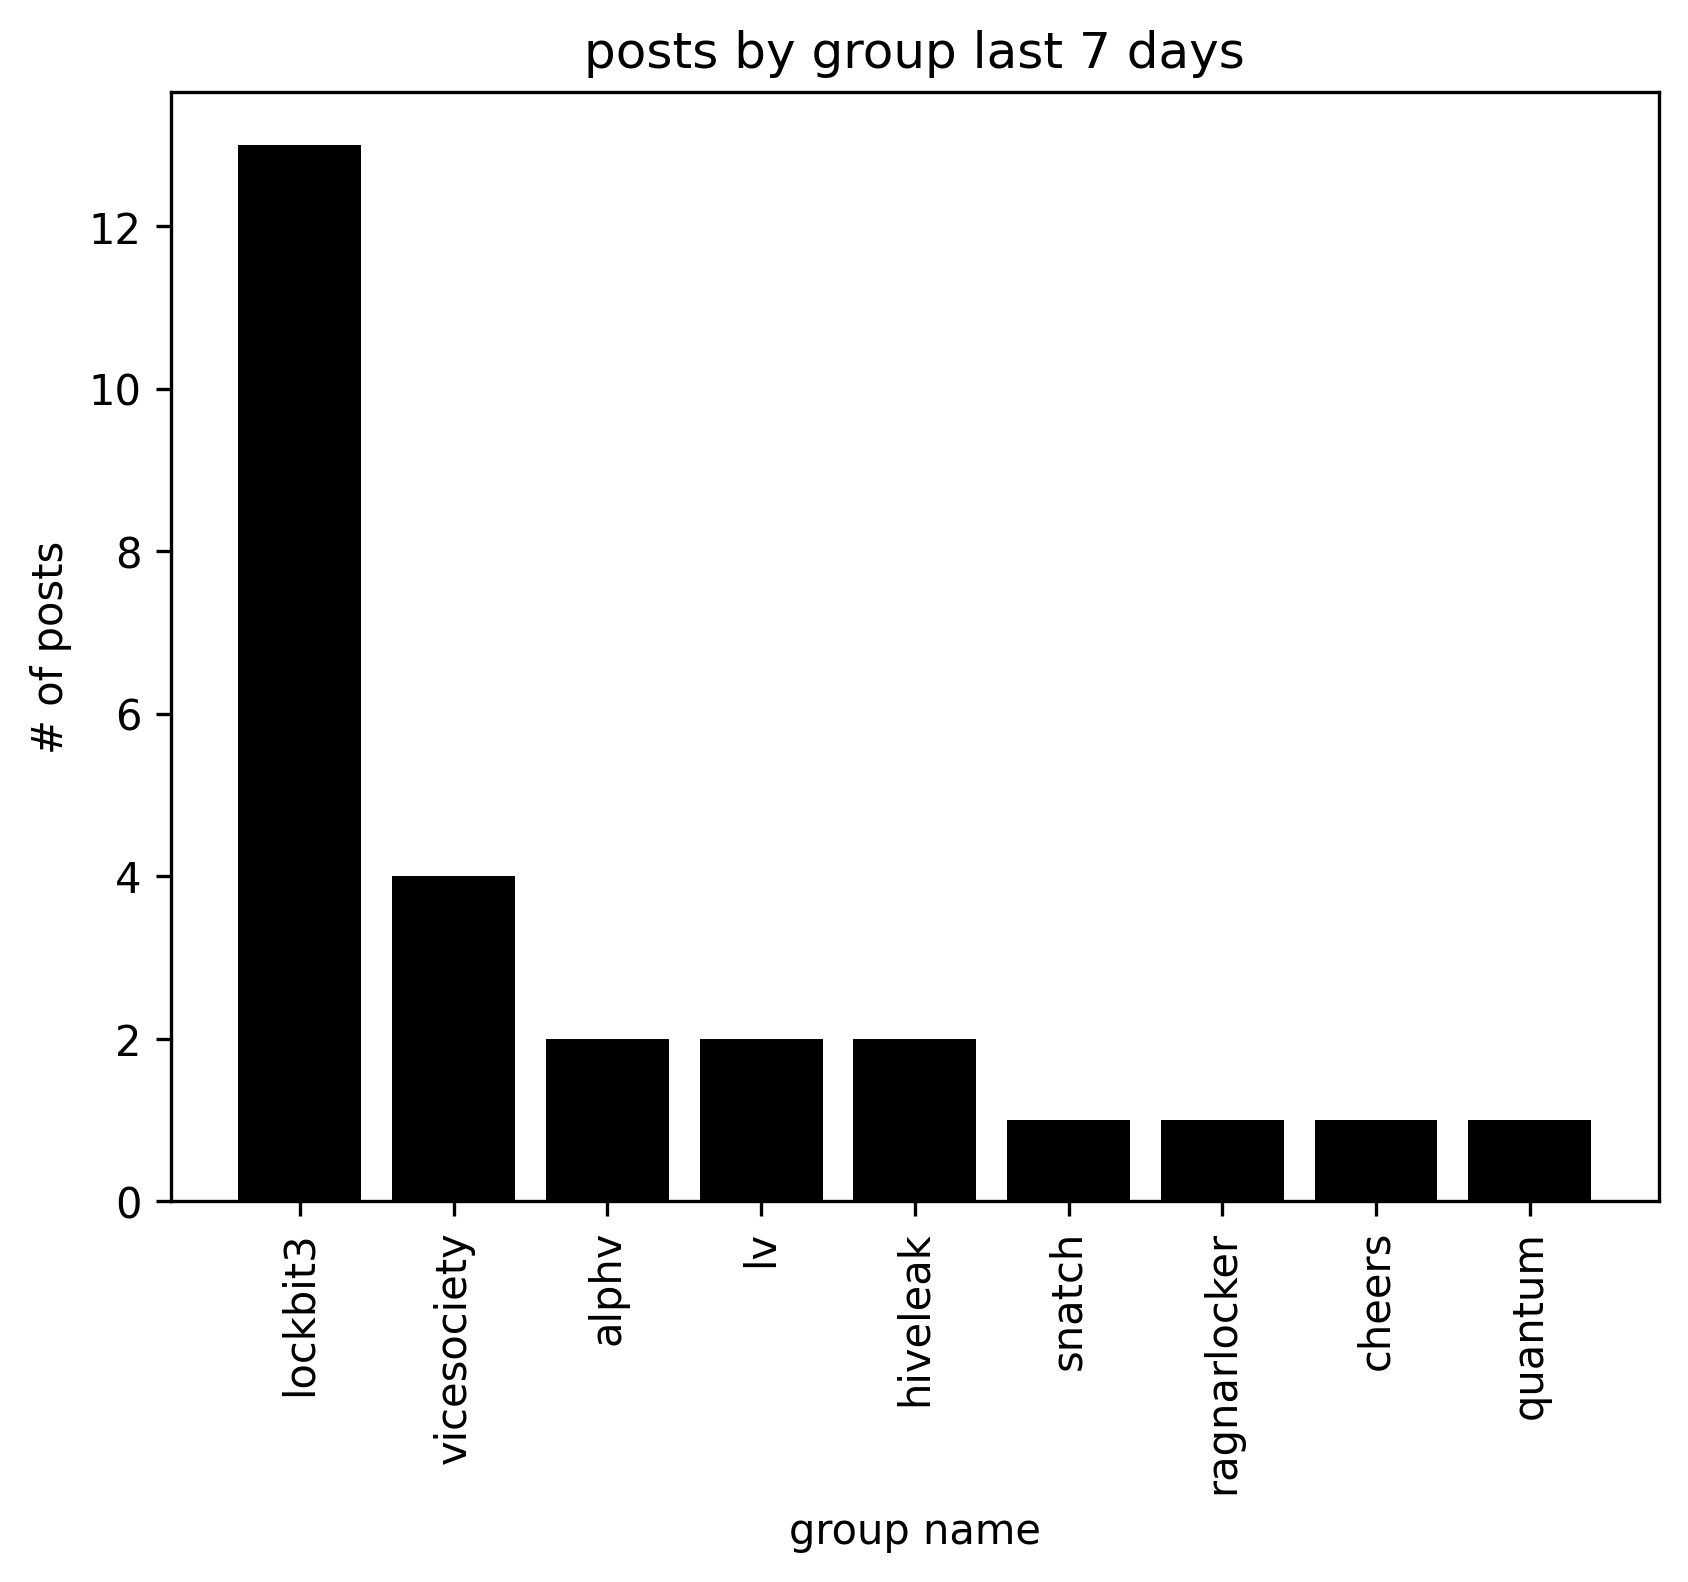 posts by group last 7 days
# of posts
12
10
8
6
4
2
0
lockbit3
vicesociety
alphv
lv
hiveleak
snatch
ragnarlocker
cheers
quantum
group name